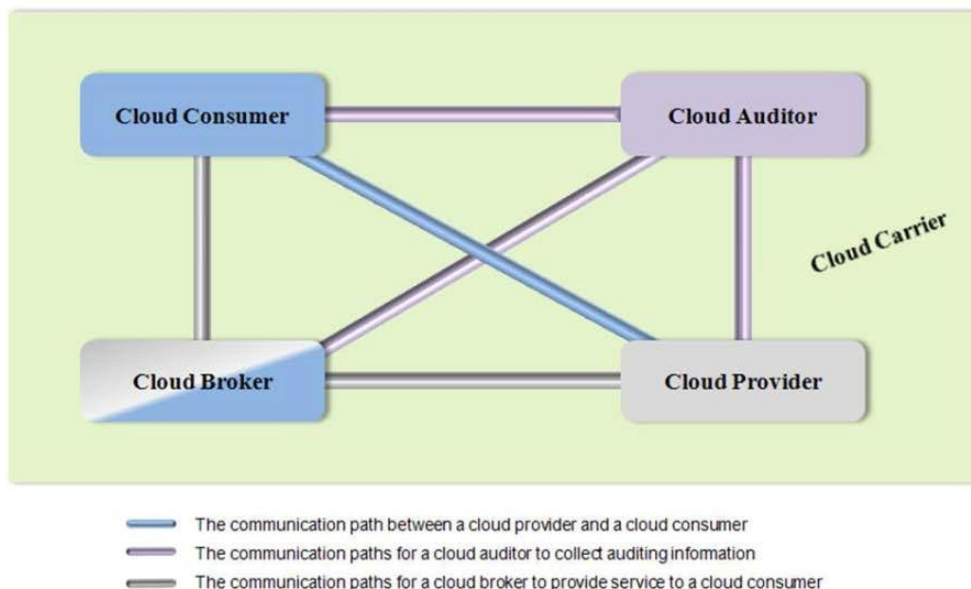 Cloud Consumer
Cloud Auditor
Cloud Carrier
Cloud Broker
Cloud Provider
The communication path between a cloud provider and a cloud consumer
The communication paths for a cloud auditor to collect auditing information
The communication paths for a cloud broker to provide service to a cloud consumer